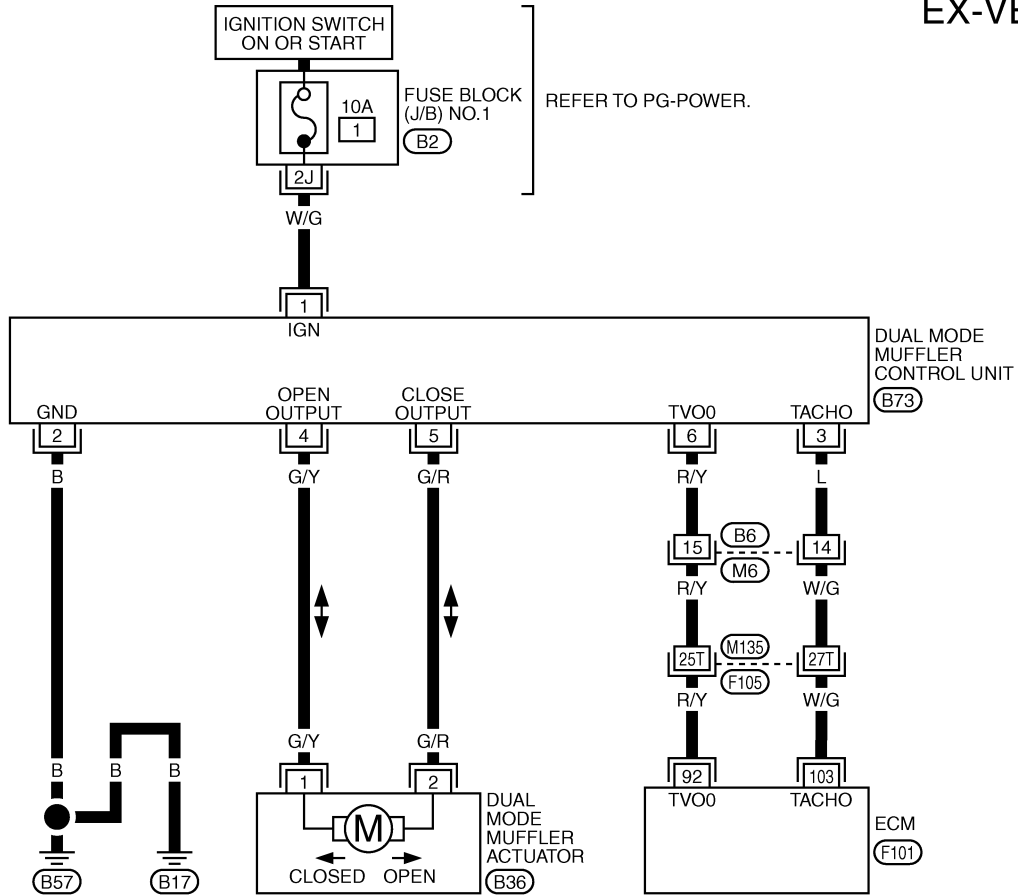 EX-VE
IGNITION SWITCH
ON OR START
10A
1
FUSE BLOCK
(J/B) NO.1
B2
REFER TO PG-POWER.
2J
W/G
1
IGN
DUAL MODE
MUFFLER
CONTROL UNIT
B73
GND
OPEN
OUTPUT
CLOSE
OUTPUT
TVO0
TACHO
2
4
5
6
3
B
G/Y
G/R
R/Y
L
15
B6
M6
14
R/Y
W/G
25T
M135
F105
27T
R/Y
W/G
G/Y
G/R
B
B
B
1
2
92
103
TVO0
TACHO
M
CLOSED
OPEN
DUAL
MODE
MUFFLER
ACTUATOR
B36
ECM
F101
B57
B17